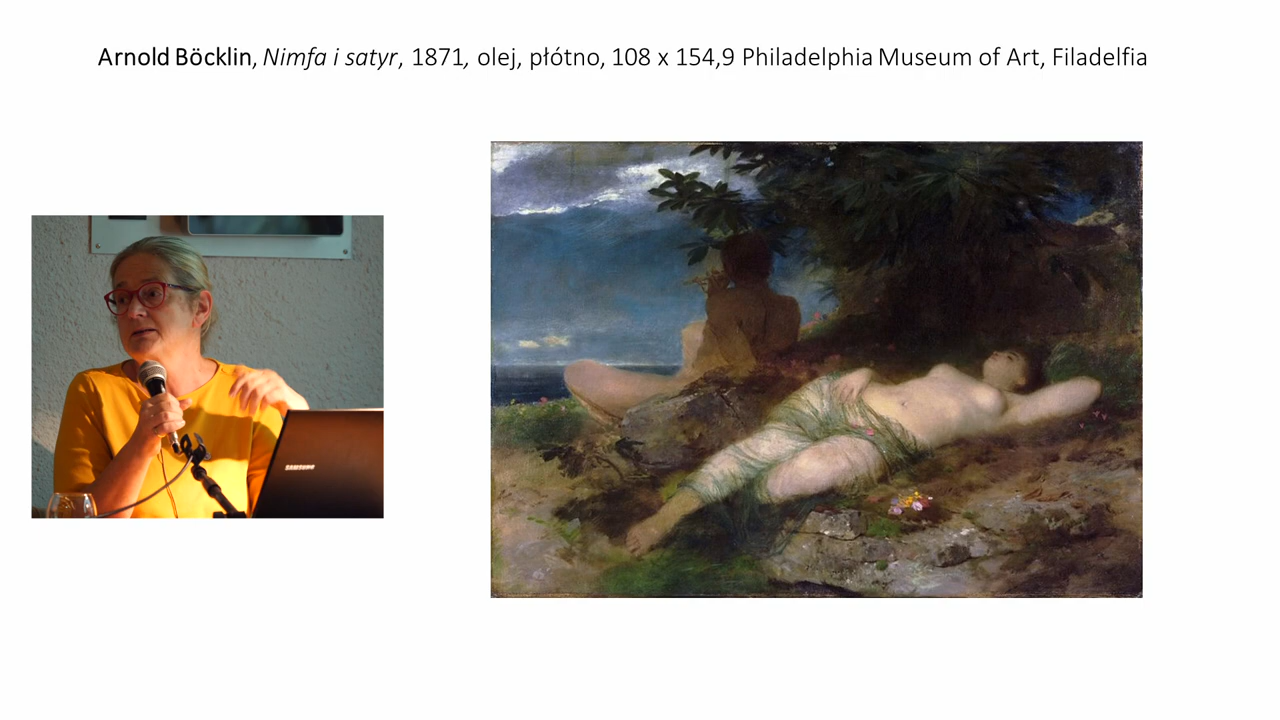 Arnold Böcklin, Nimfa i satyr, 1871, olej, płótno, 108 x 154,9 Philadelphia Museum of Art, Filadelfia
SAMSUNG